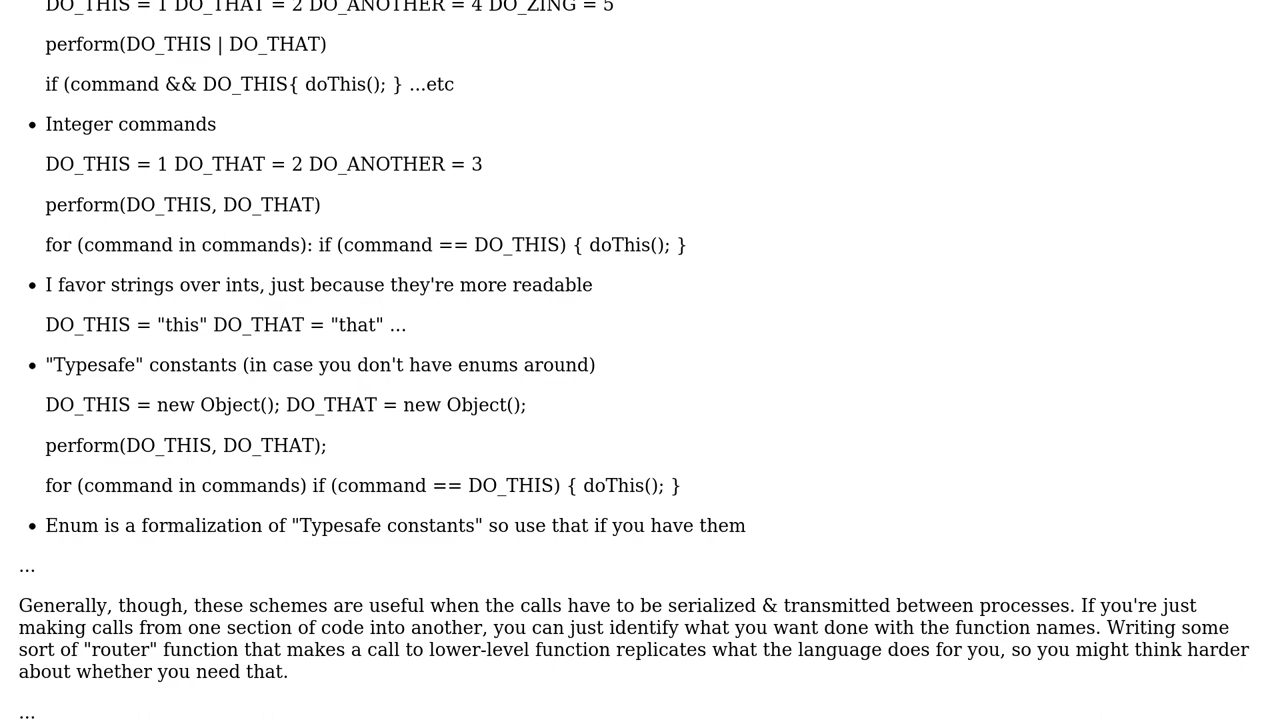 DO_THIS = 1 DO_THAT = 2 DO_ANOTHER = 4 DO_ZING = 5
perform(DO_THIS | DO_THAT)
if (command && DO_THIS{ doThis(); } ...etc
• Integer commands
DO_THIS = 1 DO_THAT = 2 DO_ANOTHER = 3
perform(DO_THIS, DO_THAT)
for (command in commands): if (command == DO_THIS) { doThis(); }
• I favor strings over ints, just because they're more readable
DO_THIS = "this" DO_THAT = "that" ...
• "Typesafe" constants (in case you don't have enums around)
DO_THIS = new Object(); DO_THAT = new Object();
perform(DO_THIS, DO_THAT);
for (command in commands) if (command == DO_THIS) { doThis(); }
• Enum is a formalization of "Typesafe constants" so use that if you have them
...
Generally, though, these schemes are useful when the calls have to be serialized & transmitted between processes. If you're just
making calls from one section of code into another, you can just identify what you want done with the function names. Writing some
sort of "router" function that makes a call to lower-level function replicates what the language does for you, so you might think harder
about whether you need that.
...